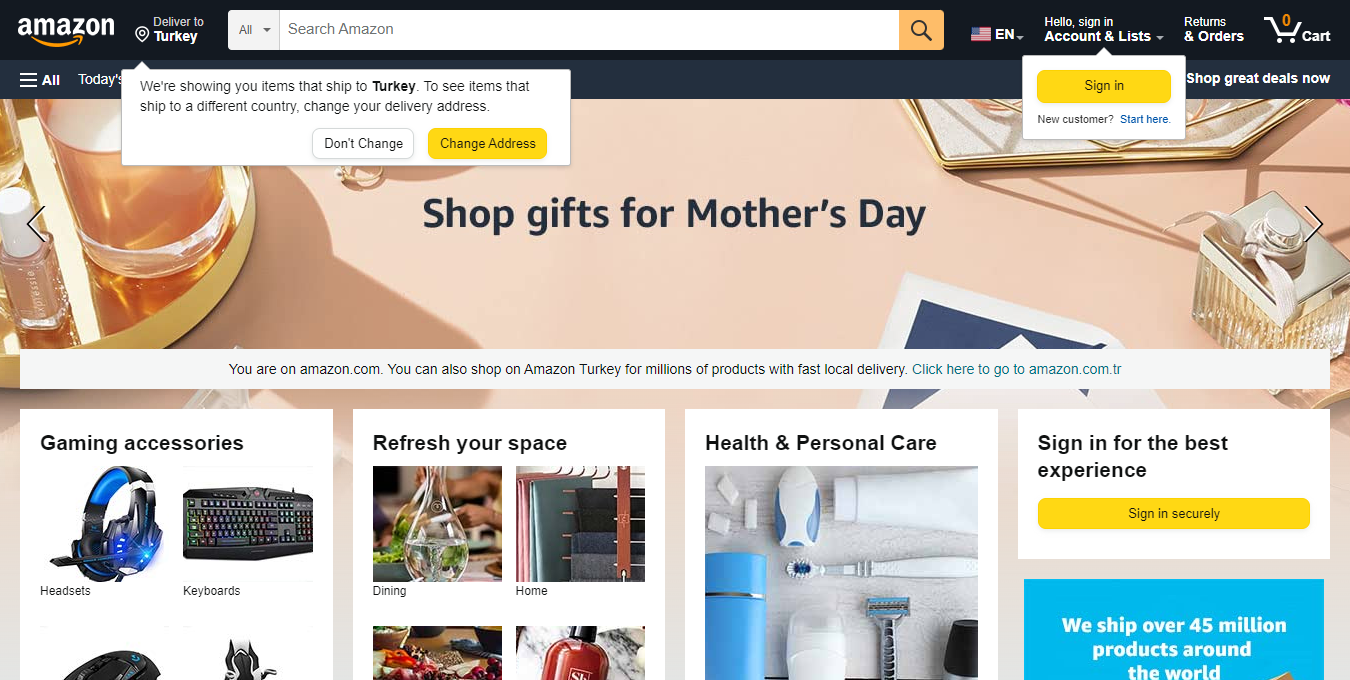 amazon
Deliver to
Turkey
All
Search Amazon
EN
Hello, sign in
Account & Lists
Returns
& Orders
0
Cart
All
Today's
Shop great deals now
We're showing you items that ship to Turkey. To see items that
ship to a different country, change your delivery address.
Don't Change
Change Address
Sign in
New customer? Start here.
Shop gifts for Mother's Day
You are on amazon.com. You can also shop on Amazon Turkey for millions of products with fast local delivery. Click here to go to amazon.com.tr
Gaming accessories
Headsets
Keyboards
Refresh your space
Dining
Home
Health & Personal Care
Sign in for the best
experience
Sign in securely
We ship over 45 million
products around
the world